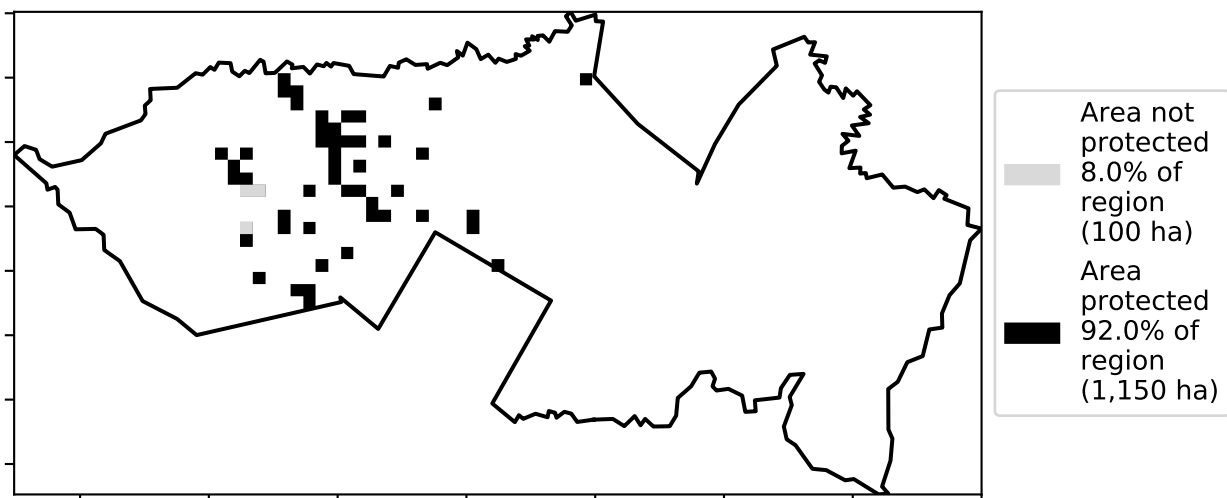 Area not
protected
8.0% of
region
(100 ha)
Area
protected
92.0% of
region
(1,150 ha)